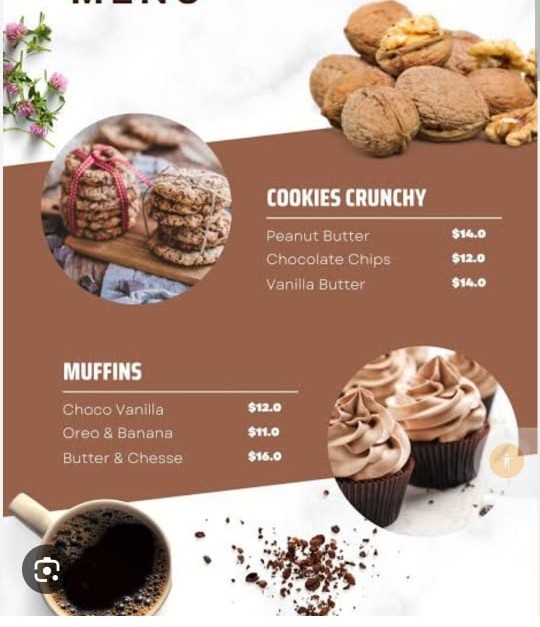 MENU
COOKIES CRUNCHY
Peanut Butter $14.0
Chocolate Chips $12.0
Vanilla Butter $14.0
MUFFINS
Choco Vanilla $12.0
Oreo & Banana $11.0
Butter & Chesse $16.0